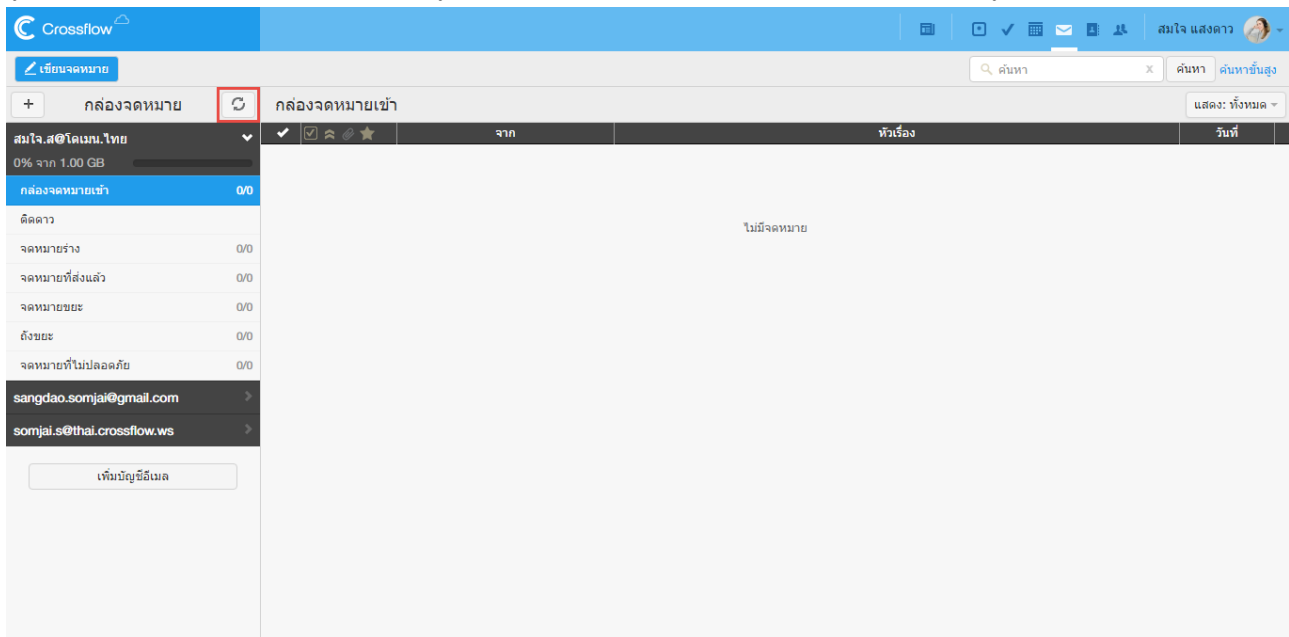 Crossflow
สมใจ แสงดาว
เขียนจดหมาย
ค้นหา x ค้นหา ค้นหาขั้นสูง
+ กล่องจดหมาย
กล่องจดหมายเข้า
แสดง: ทั้งหมด
สมใจ.ส@โดเมน.ไทย
0% จาก 1.00 GB
จาก หัวเรื่อง วันที่
กล่องจดหมายเข้า 0/0
ติดดาว
ไม่มีจดหมาย
จดหมายร่าง 0/0
จดหมายที่ส่งแล้ว 0/0
จดหมายขยะ 0/0
ถังขยะ 0/0
จดหมายที่ไม่ปลอดภัย 0/0
sangdao.somjai@gmail.com
somjai.s@thai.crossflow.ws
เพิ่มบัญชีอีเมล